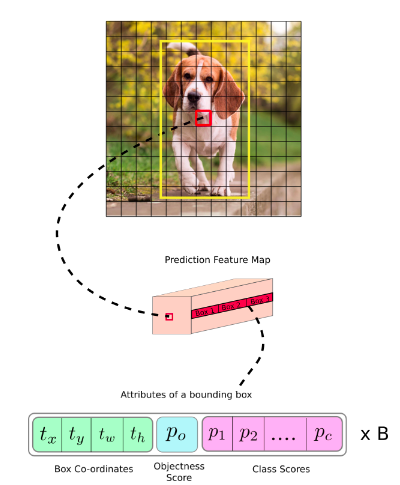 Prediction Feature Map
Box 1 Box 2 Box 3
Attributes of a bounding box
t_x t_y t_w t_h p_o p_1 p_2 .... p_c x B
Box Co-ordinates
Objectness Score
Class Scores